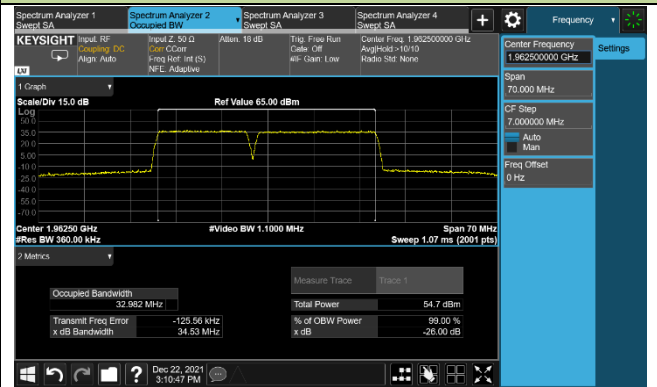 Spectrum Analyzer 1
Swept SA
Spectrum Analyzer 2
Occupied BW
Spectrum Analyzer 3
Swept SA
Spectrum Analyzer 4
Swept SA
Frequency
KEYSIGHT
Input: RF
Coupling: DC
Align: Auto
Input Z: 50 Ω
Corr CCorr
Freq Ref: Int (S)
NFE: Adaptive
Atten: 18 dB
Trig: Free Run
Gate: Off
#IF Gain: Low
Center Freq: 1.962500000 GHz
Avg|Hold:>10/10
Radio Std: None
Center Frequency
1.962500000 GHz
Settings
Span
70.000 MHz
CF Step
7.000000 MHz
Auto
Man
Freq Offset
0 Hz
LXI
1 Graph
Scale/Div 15.0 dB
Ref Value 65.00 dBm
Log
50.0
35.0
20.0
5.00
-10.0
-25.0
-40.0
-55.0
-70.0
Center 1.96250 GHz
#Video BW 1.1000 MHz
Span 70 MHz
#Res BW 360.00 kHz
Sweep 1.07 ms (2001 pts)
2 Metrics
Measure Trace
Trace 1
Occupied Bandwidth
32.982 MHz
Total Power
54.7 dBm
Transmit Freq Error
-125.56 kHz
% of OBW Power
99.00 %
x dB Bandwidth
34.53 MHz
x dB
-26.00 dB
?
Dec 22, 2021
3:10:47 PM